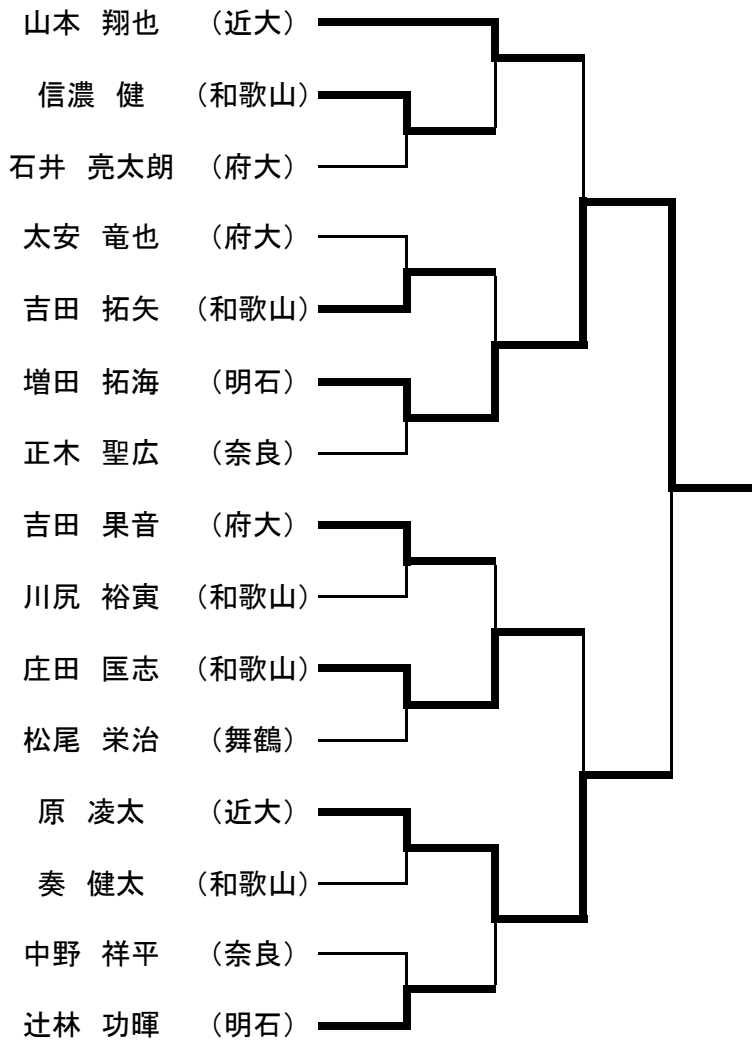 山本 翔也 （近大）
信濃 健 （和歌山）
石井 亮太朗 （府大）
太安 竜也 （府大）
吉田 拓矢 （和歌山）
増田 拓海 （明石）
正木 聖広 （奈良）
吉田 果音 （府大）
川尻 裕寅 （和歌山）
庄田 匡志 （和歌山）
松尾 栄治 （舞鶴）
原 凌太 （近大）
奏 健太 （和歌山）
中野 祥平 （奈良）
辻林 功暉 （明石）